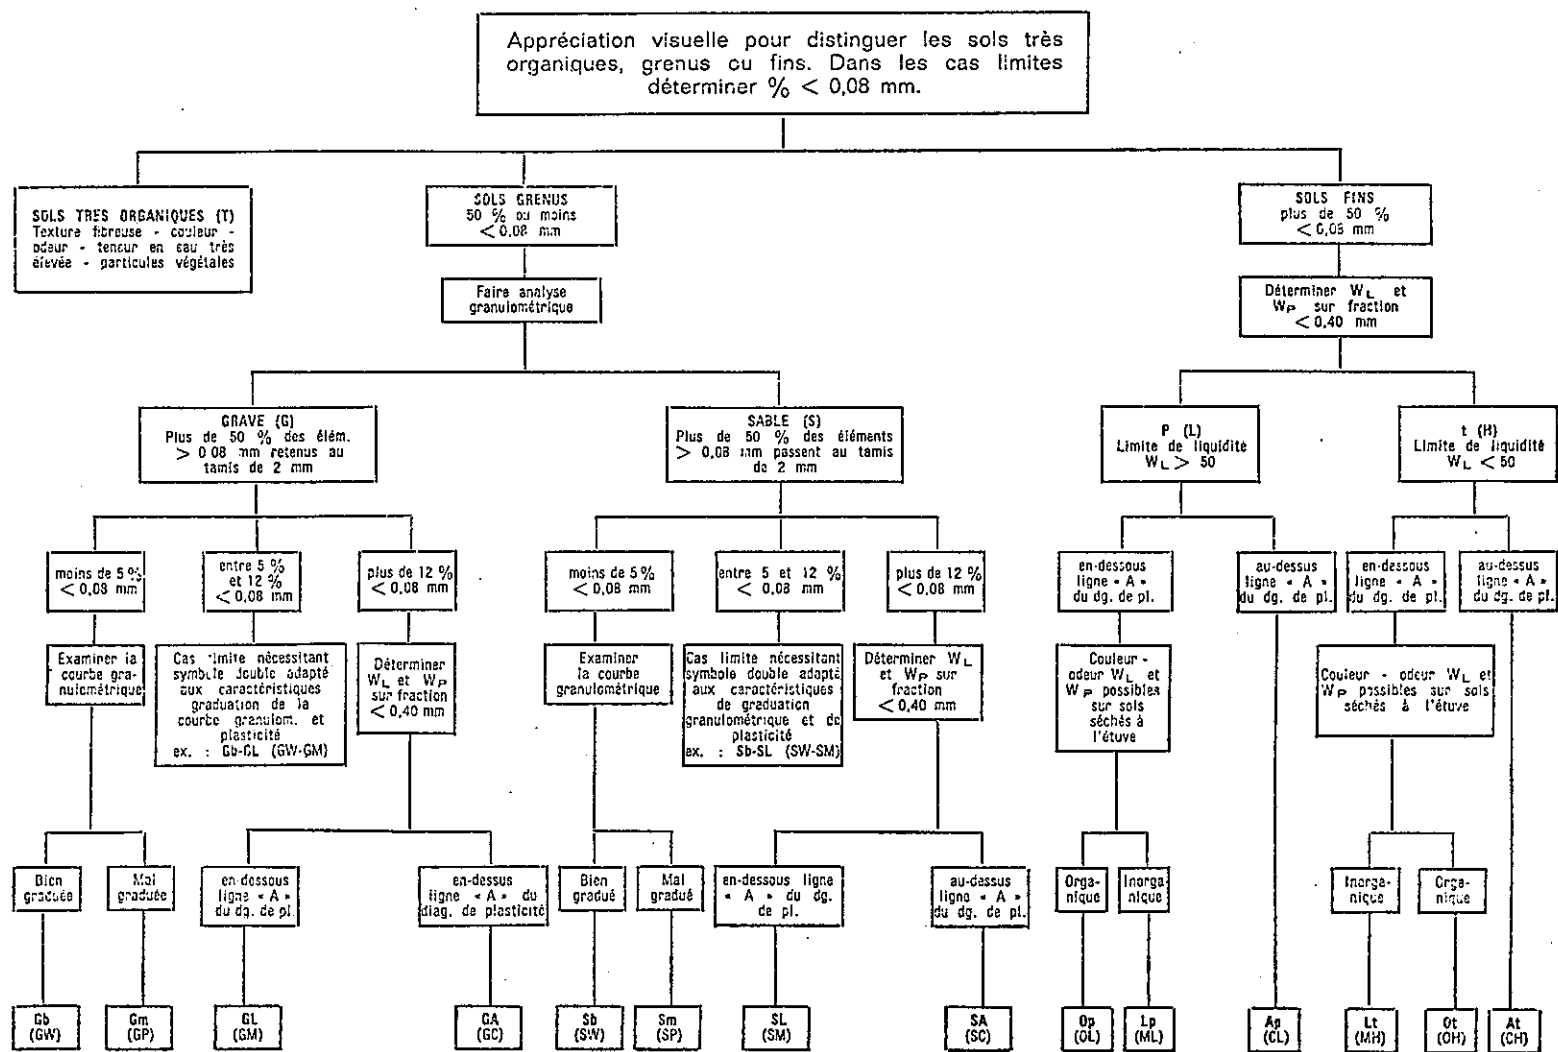 Appréciation visuelle pour distinguer les sols très
organiques, grenus ou fins. Dans les cas limites
déterminer % < 0,08 mm.
SOLS TRES ORGANIQUES (T)
Texture fibreuse - couleur -
odeur - teneur en eau très
élevée - particules végétales
SOLS GRENUS
50 % ou moins
< 0,08 mm
SOLS FINS
plus de 50 %
< 0,08 mm
Faire analyse
granulométrique
Déterminer WL et
WP sur fraction
< 0,40 mm
GRAVE (G)
Plus de 50 % des élém.
> 0,08 mm retenus au
tamis de 2 mm
SABLE (S)
Plus de 50 % des éléments
> 0,08 mm passent au tamis
de 2 mm
P (L)
Limite de liquidité
WL > 50
t (H)
Limite de liquidité
WL < 50
moins de 5 %
< 0,08 mm
entre 5 %
et 12 %
< 0,08 mm
plus de 12 %
< 0,08 mm
moins de 5 %
< 0,08 mm
entre 5 et 12 %
< 0,08 mm
plus de 12 %
< 0,08 mm
en-dessous
ligne « A »
du dg. de pl.
au-dessus
ligne « A »
du dg. de pl.
en-dessous
ligne « A »
du dg. de pl.
au-dessus
ligne « A »
du dg. de pl.
Examiner la
courbe gra-
nulométrique
Cas limite nécessitant
symbole double adapté
aux caractéristiques
graduation de la
courbe granulom. et
plasticité
ex. : Gb-GL (GW-GM)
Déterminer
WL et WP
sur fraction
< 0,40 mm
Examiner
la courbe
granulométrique
Cas limite nécessitant
symbole double adapté
aux caractéristiques
de graduation
granulométrique et de
plasticité
ex. : Sb-SL (SW-SM)
Déterminer WL
et WP sur
fraction
< 0,40 mm
Couleur -
odeur WL et
WP possibles
sur sols
séchés à
l'étuve
Couleur - odeur WL et
WP possibles sur sols
séchés à l'étuve
Bien
graduée
Mal
graduée
en-dessous
ligne « A »
du dg. de pl.
en-dessus
ligne « A » du
diag. de plasticité
Bien
gradué
Mal
gradué
en-dessous ligne
« A » du dg.
de pl.
au-dessus
ligne « A »
du dg. de pl.
Orga-
nique
Inorga-
nique
Inorga-
nique
Orga-
nique
Gb
(GW)
Gm
(GP)
GL
(GM)
GA
(GC)
Sb
(SW)
Sm
(SP)
SL
(SM)
SA
(SC)
Op
(OL)
Lp
(ML)
Ap
(CL)
Lt
(MH)
Ot
(OH)
At
(CH)